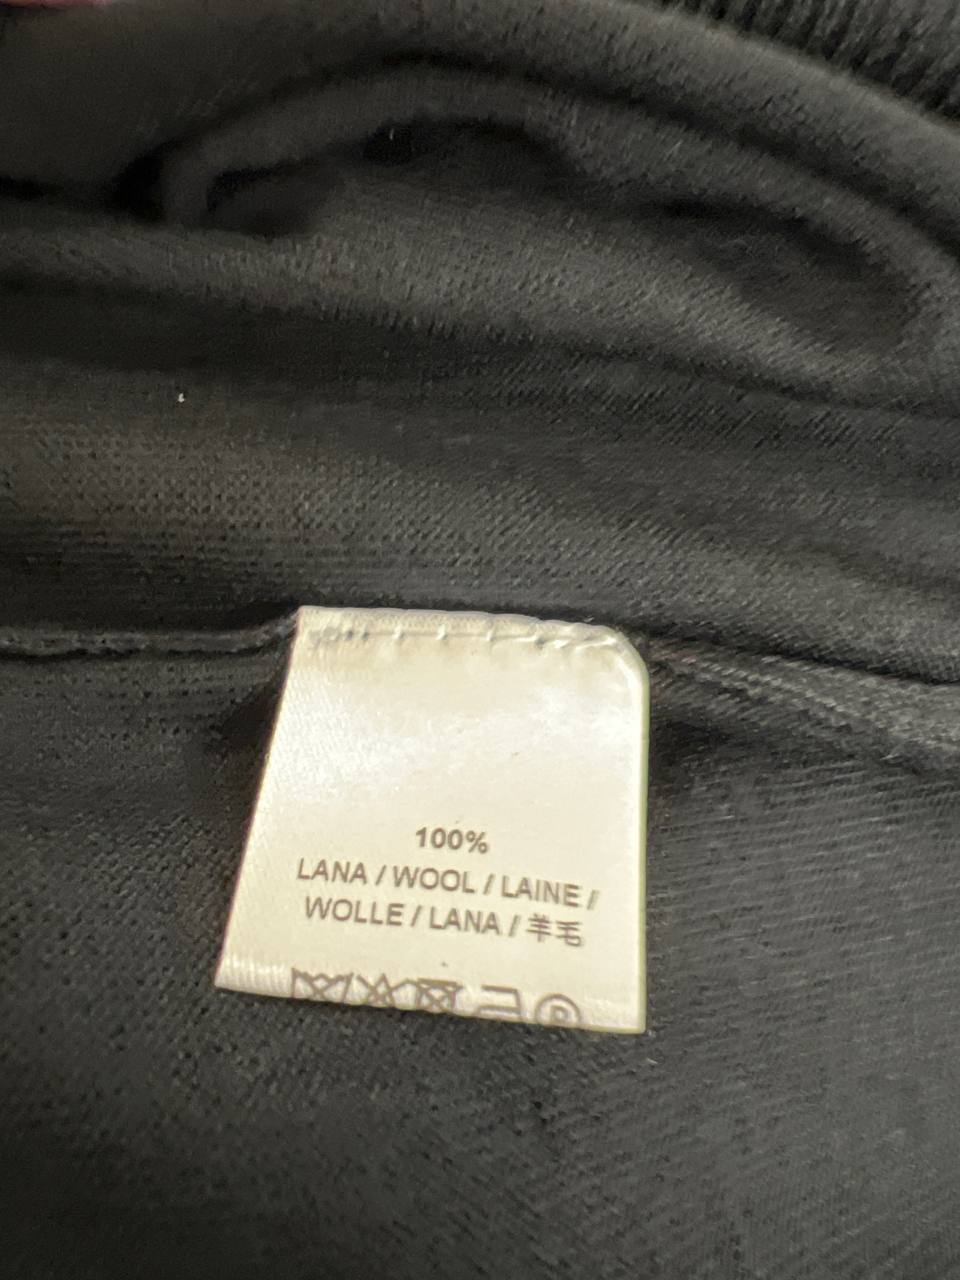 100%
LANA / WOOL / LAINE /
WOLLE / LANA / 羊毛
P